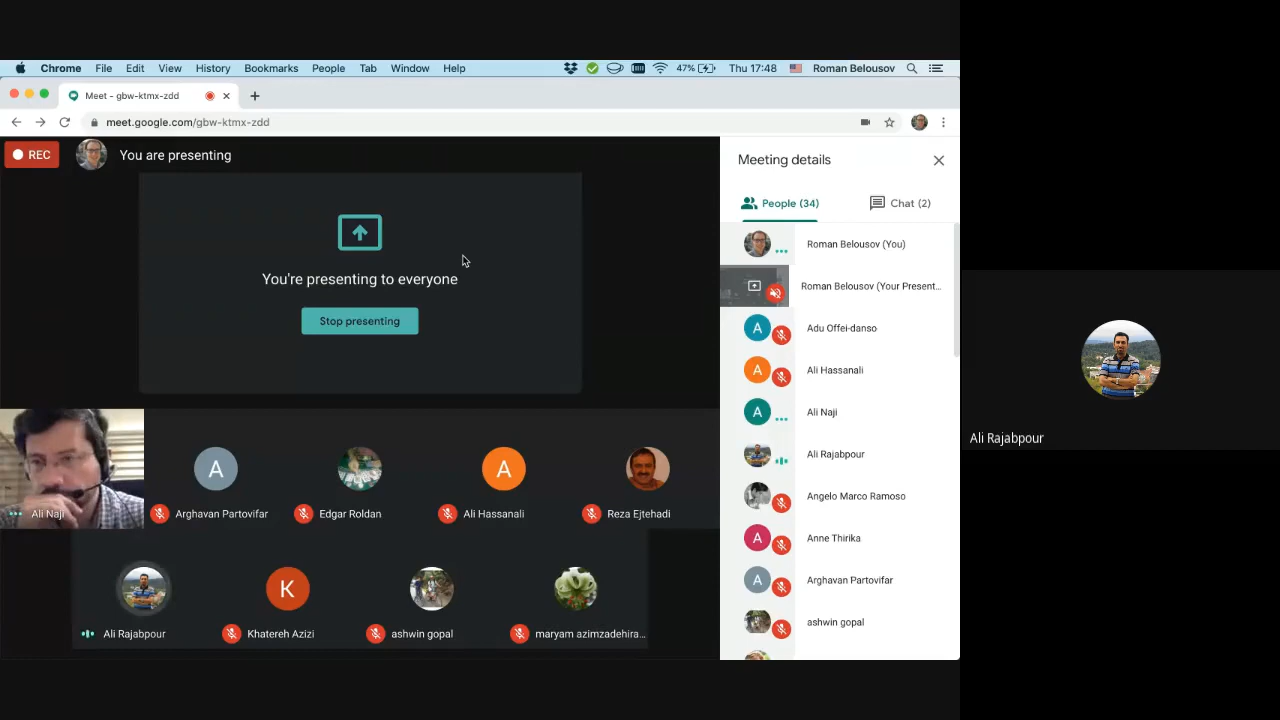 Chrome File Edit View History Bookmarks People Tab Window Help 47% Thu 17:48 Roman Belousov
Meet - gbw-ktmx-zdd
meet.google.com/gbw-ktmx-zdd
REC
You are presenting
You're presenting to everyone
Stop presenting
Ali Naji
Arghavan Partovifar
Edgar Roldan
Ali Hassanali
Reza Ejtehadi
Ali Rajabpour
Khatereh Azizi
ashwin gopal
maryam azimzadehira...
A
A
K
Meeting details
People (34)
Chat (2)
Roman Belousov (You)
Roman Belousov (Your Present...
A Adu Offei-danso
A Ali Hassanali
A Ali Naji
Ali Rajabpour
Angelo Marco Ramoso
A Anne Thirika
A Arghavan Partovifar
ashwin gopal
Ali Rajabpour